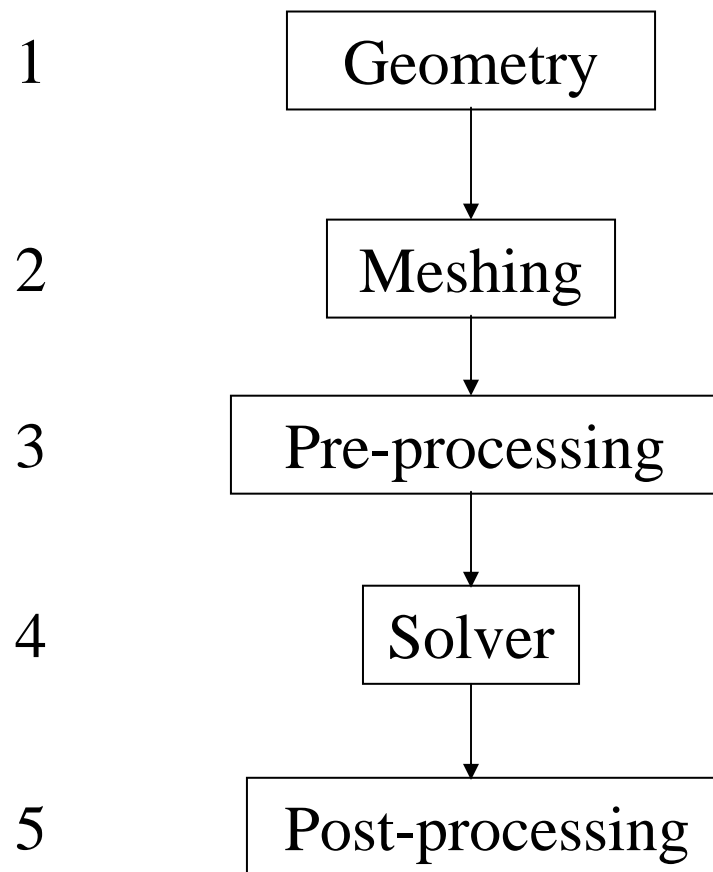 1 Geometry
2 Meshing
3 Pre-processing
4 Solver
5 Post-processing